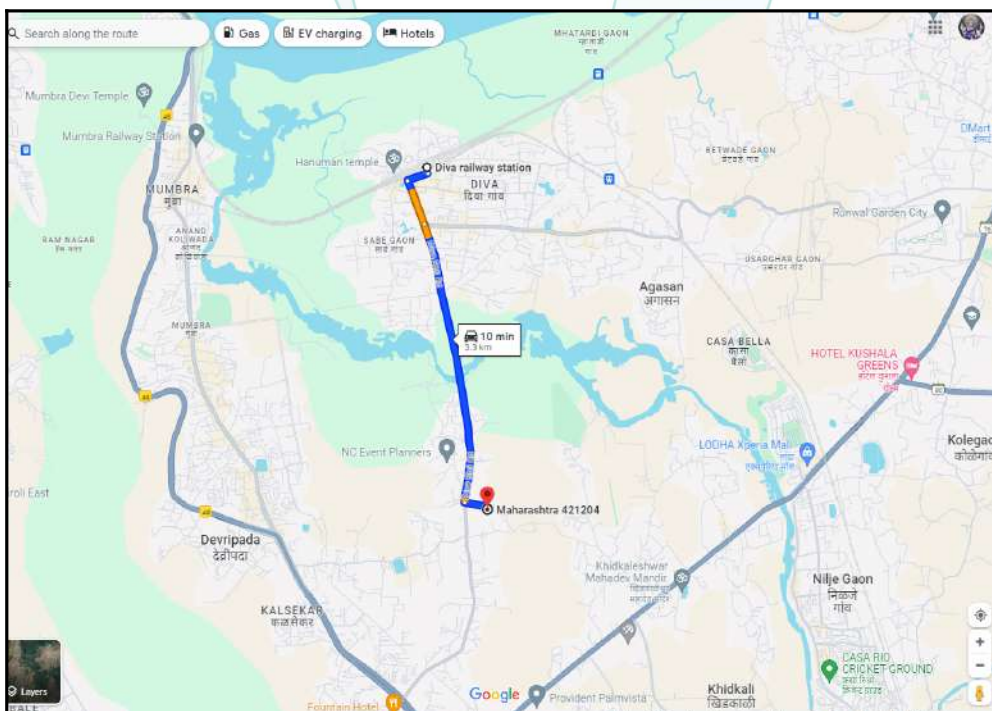 Search along the route
Gas
EV charging
Hotels
MHATARDI GAON
Mumbra Devi Temple
Mumbra Railway Station
Hanuman temple
Diva railway station
DIVA
दिवा गाव
BETWADE GAON
DMart
MUMBRA
मुंब्रा
ANAND
KOLIWADA
SABE GAON
RAM NAGAR
Runwal Garden City
USARGHAR GAON
Agasan
अगासन
MUMBRA
10 min
3.3 km
CASA BELLA
HOTEL KUSHALA
GREENS
NC Event Planners
LODHA Xperia Mall
Kolegao
कोळेगांव
roli East
Maharashtra 421204
Devripada
देव्रीपदा
Khidkaleshwar
Mahadev Mandir
Nilje Gaon
निळजे
गांव
KALSEKAR
कळसेकर
CASA RIO
CRICKET GROUND
Layers
Google
Provident Palmvista
Khidkali
खिडकाली
Fountain Hotel